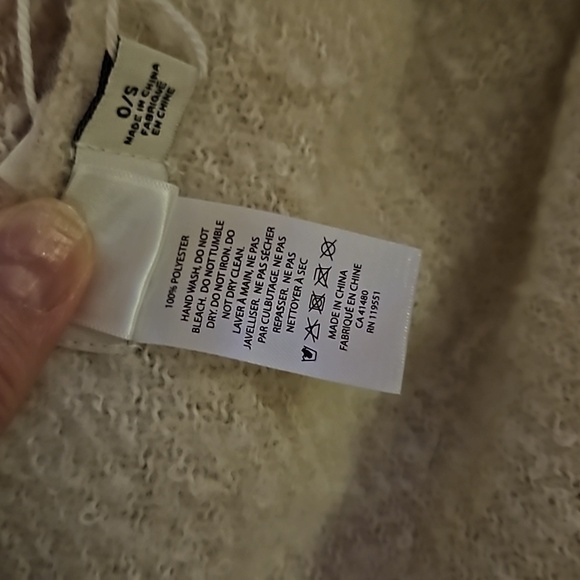 O/S
MADE IN CHINA
FABRIQUÉ
EN CHINE
100% POLYESTER
HAND WASH, DO NOT
BLEACH. DO NOT TUMBLE
DRY. DO NOT IRON. DO
NOT DRY CLEAN.
LAVER À MAIN, NE PAS
JAVELLISER. NE PAS SÉCHER
PAR CULBUTAGE. NE PAS
REPASSER. NE PAS
NETTOYER À SEC
MADE IN CHINA
FABRIQUÉ EN CHINE
CA 41480
RN 119551